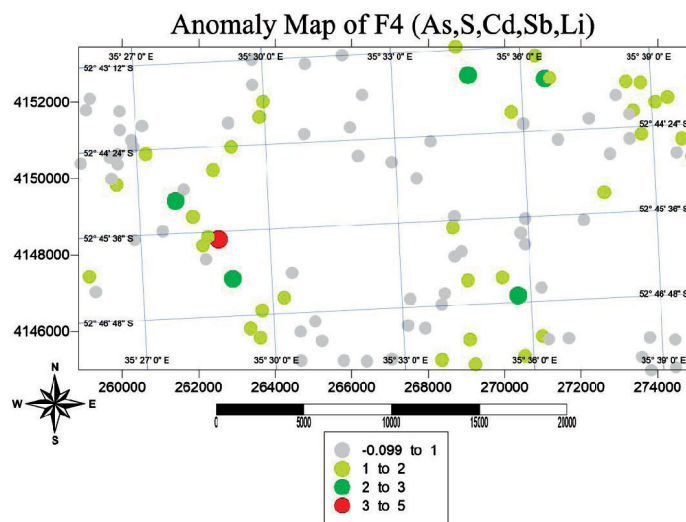 Anomaly Map of F4 (As,S,Cd,Sb,Li)
35° 27' 0" E 35° 30' 0" E 35° 33' 0" E 35° 36' 0" E 35° 39' 0" E
52° 43' 12" S
4152000
52° 44' 24" S 52° 44' 24" S
4150000
52° 45' 36" S 52° 45' 36" S
4148000
52° 46' 48" S 52° 46' 48" S
4146000
35° 27' 0" E 35° 30' 0" E 35° 33' 0" E 35° 36' 0" E 35° 39' 0" E
260000 262000 264000 266000 268000 270000 272000 274000
N
W E
S
0 5000 10000 15000 20000
-0.099 to 1
1 to 2
2 to 3
3 to 5